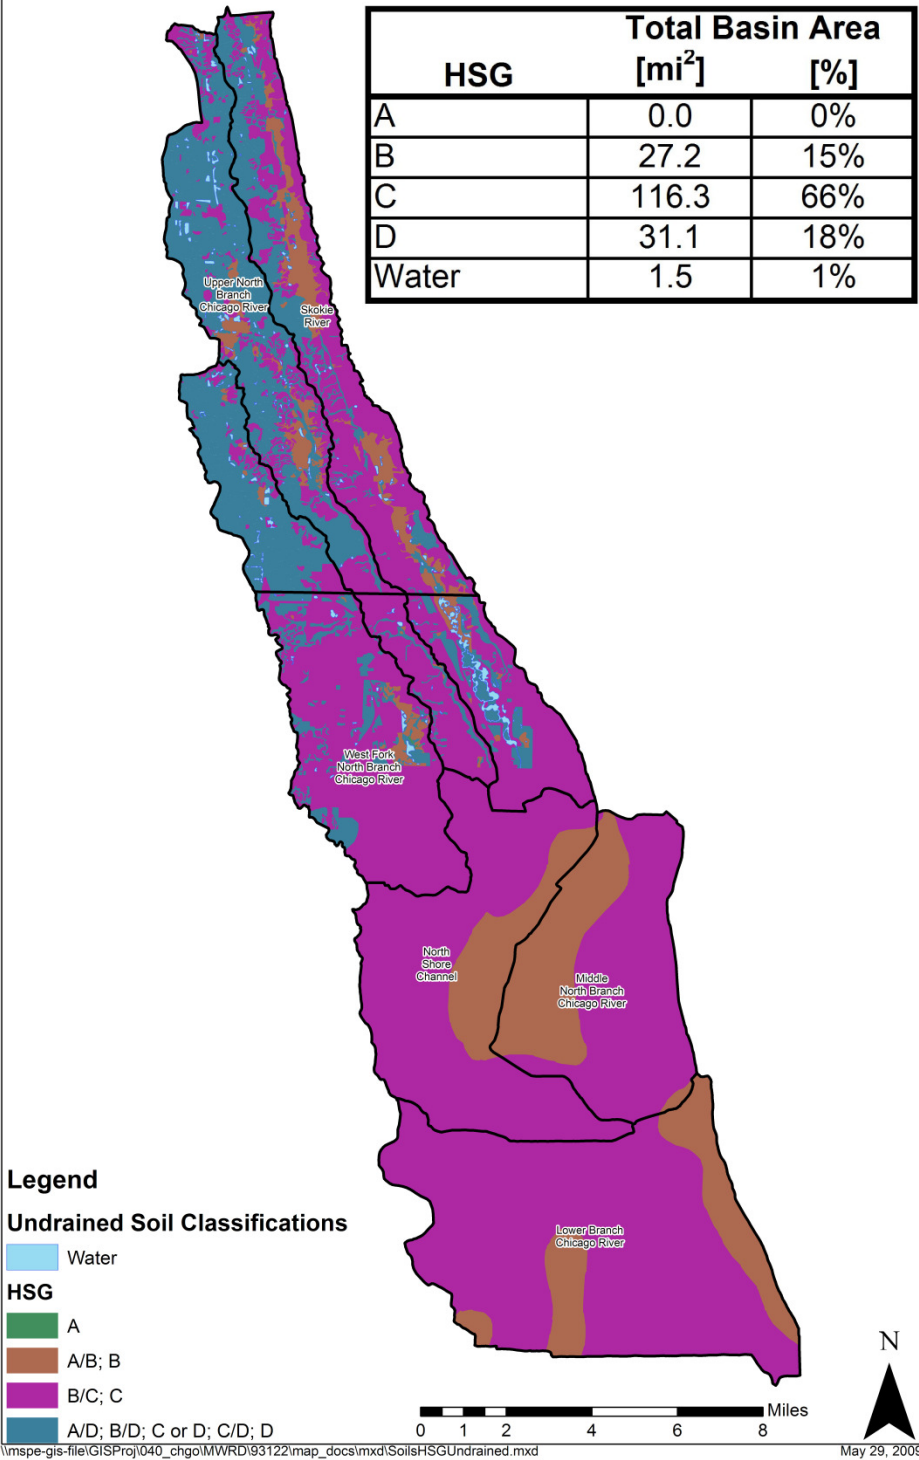 Total Basin Area
HSG [mi²] [%]
A 0.0 0%
B 27.2 15%
C 116.3 66%
D 31.1 18%
Water 1.5 1%
Upper North
Branch
Chicago River
Skokie
River
West Fork
North Branch
Chicago River
North
Shore
Channel
Middle
North Branch
Chicago River
Lower Branch
Chicago River
Legend
Undrained Soil Classifications
Water
HSG
A
A/B; B
B/C; C
A/D; B/D; C or D; C/D; D
N
Miles
0 1 2 4 6 8
\\mspe-gis-file\GISProj\040_chgo\MWRD\93122\map_docs\mxd\SoilsHSGUndrained.mxd
May 29, 2009